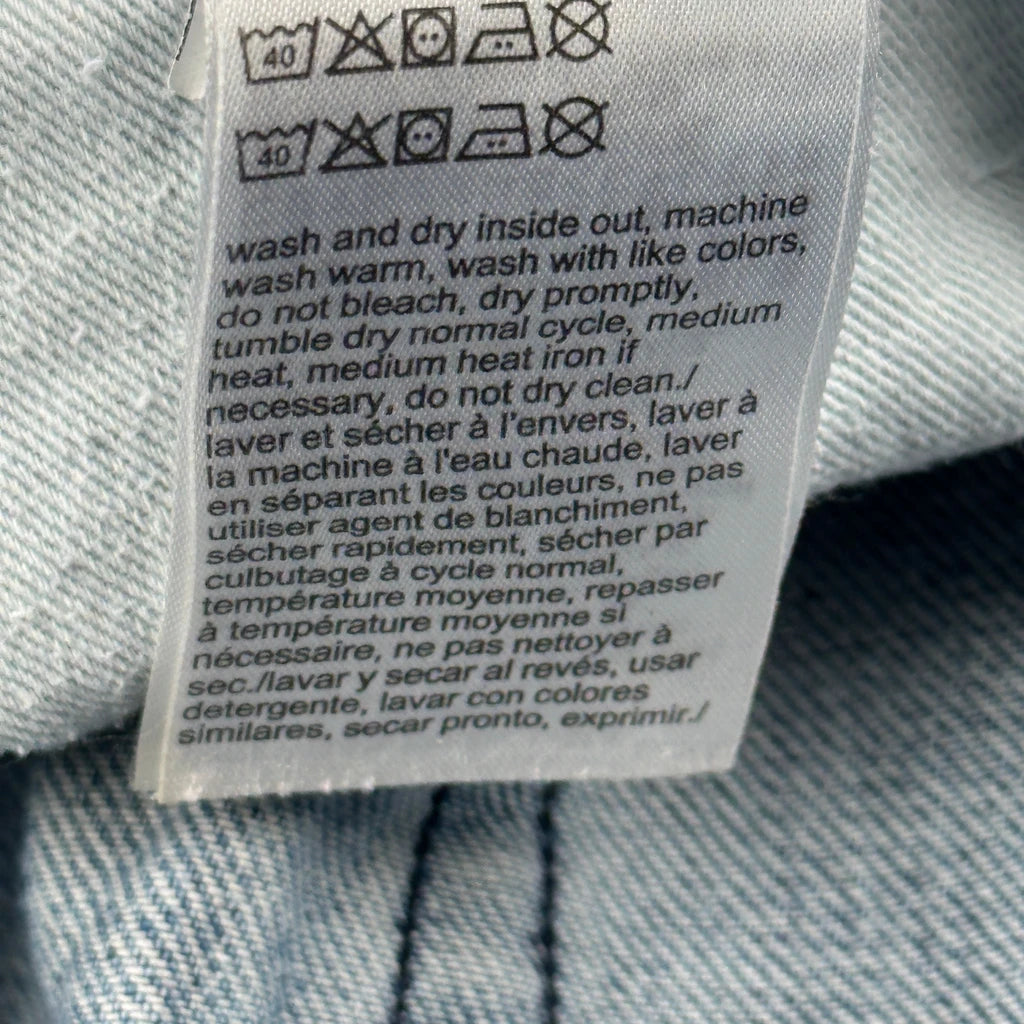 40
40
wash and dry inside out, machine
wash warm, wash with like colors,
do not bleach, dry promptly,
tumble dry normal cycle, medium
heat, medium heat iron if
necessary, do not dry clean./
laver et sécher à l'envers, laver à
la machine à l'eau chaude, laver
en séparant les couleurs, ne pas
utiliser agent de blanchiment,
sécher rapidement, sécher par
culbutage à cycle normal,
température moyenne, repasser
à température moyenne si
nécessaire, ne pas nettoyer à
sec./lavar y secar al revés, usar
detergente, lavar con colores
similares, secar pronto, exprimir./